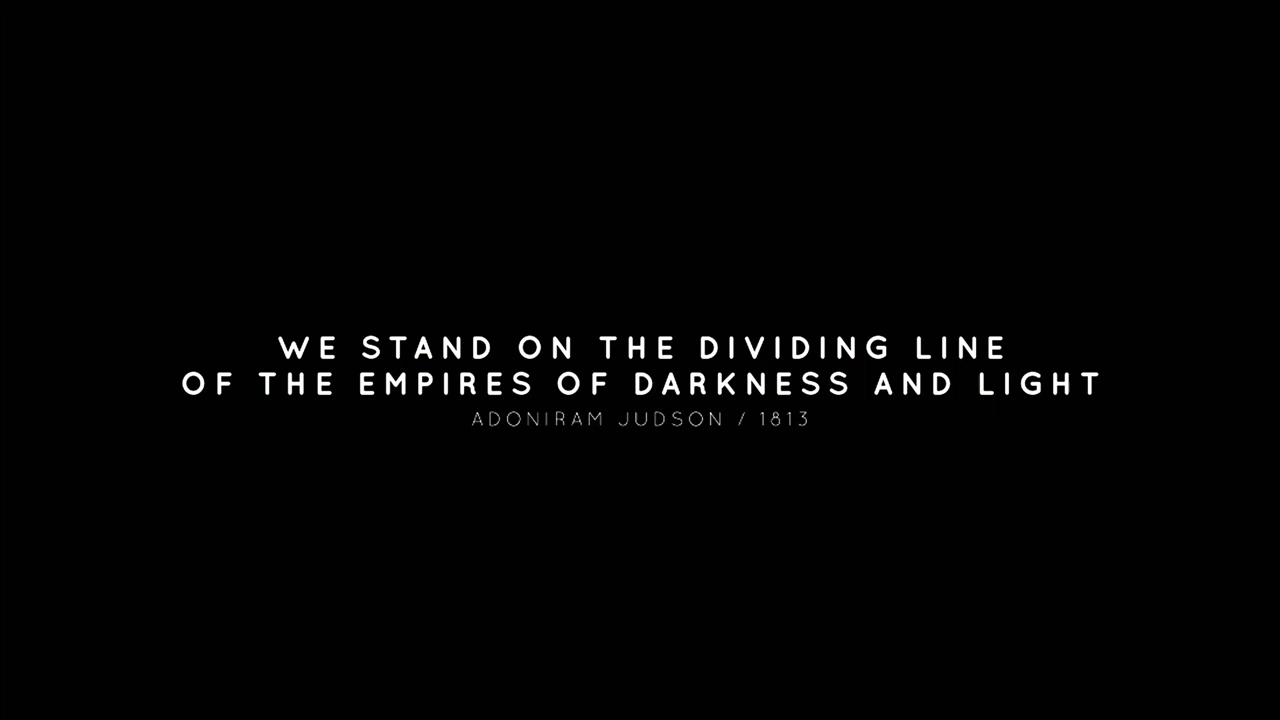 WE STAND ON THE DIVIDING LINE
OF THE EMPIRES OF DARKNESS AND LIGHT
ADONIRAM JUDSON / 1813